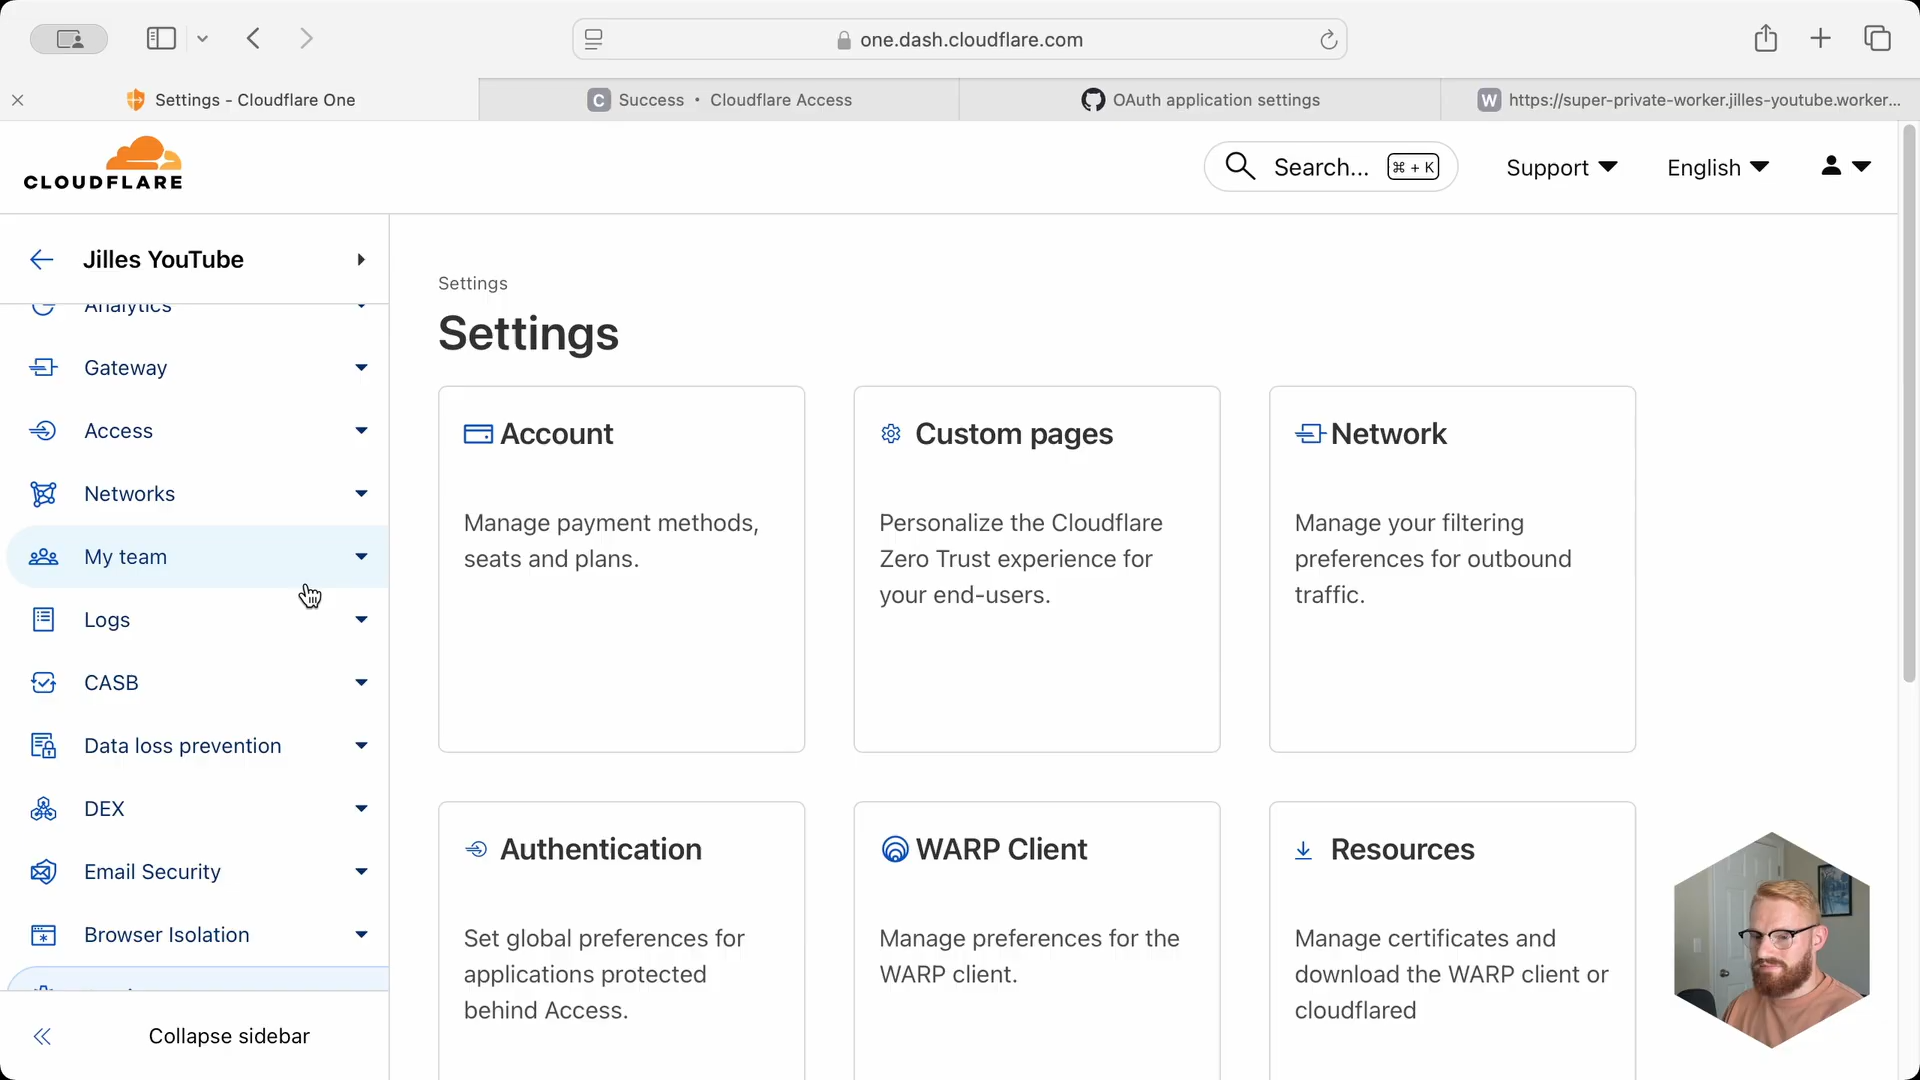 one.dash.cloudflare.com
Settings - Cloudflare One
C Success • Cloudflare Access
OAuth application settings
W https://super-private-worker.jilles-youtube.worker...
CLOUDFLARE
Search... ⌘ + K
Support
English
Jilles YouTube
Analytics
Gateway
Access
Networks
My team
Logs
CASB
Data loss prevention
DEX
Email Security
Browser Isolation
Collapse sidebar
Settings
Settings
Account
Manage payment methods,
seats and plans.
Custom pages
Personalize the Cloudflare
Zero Trust experience for
your end-users.
Network
Manage your filtering
preferences for outbound
traffic.
Authentication
Set global preferences for
applications protected
behind Access.
WARP Client
Manage preferences for the
WARP client.
Resources
Manage certificates and
download the WARP client or
cloudflared